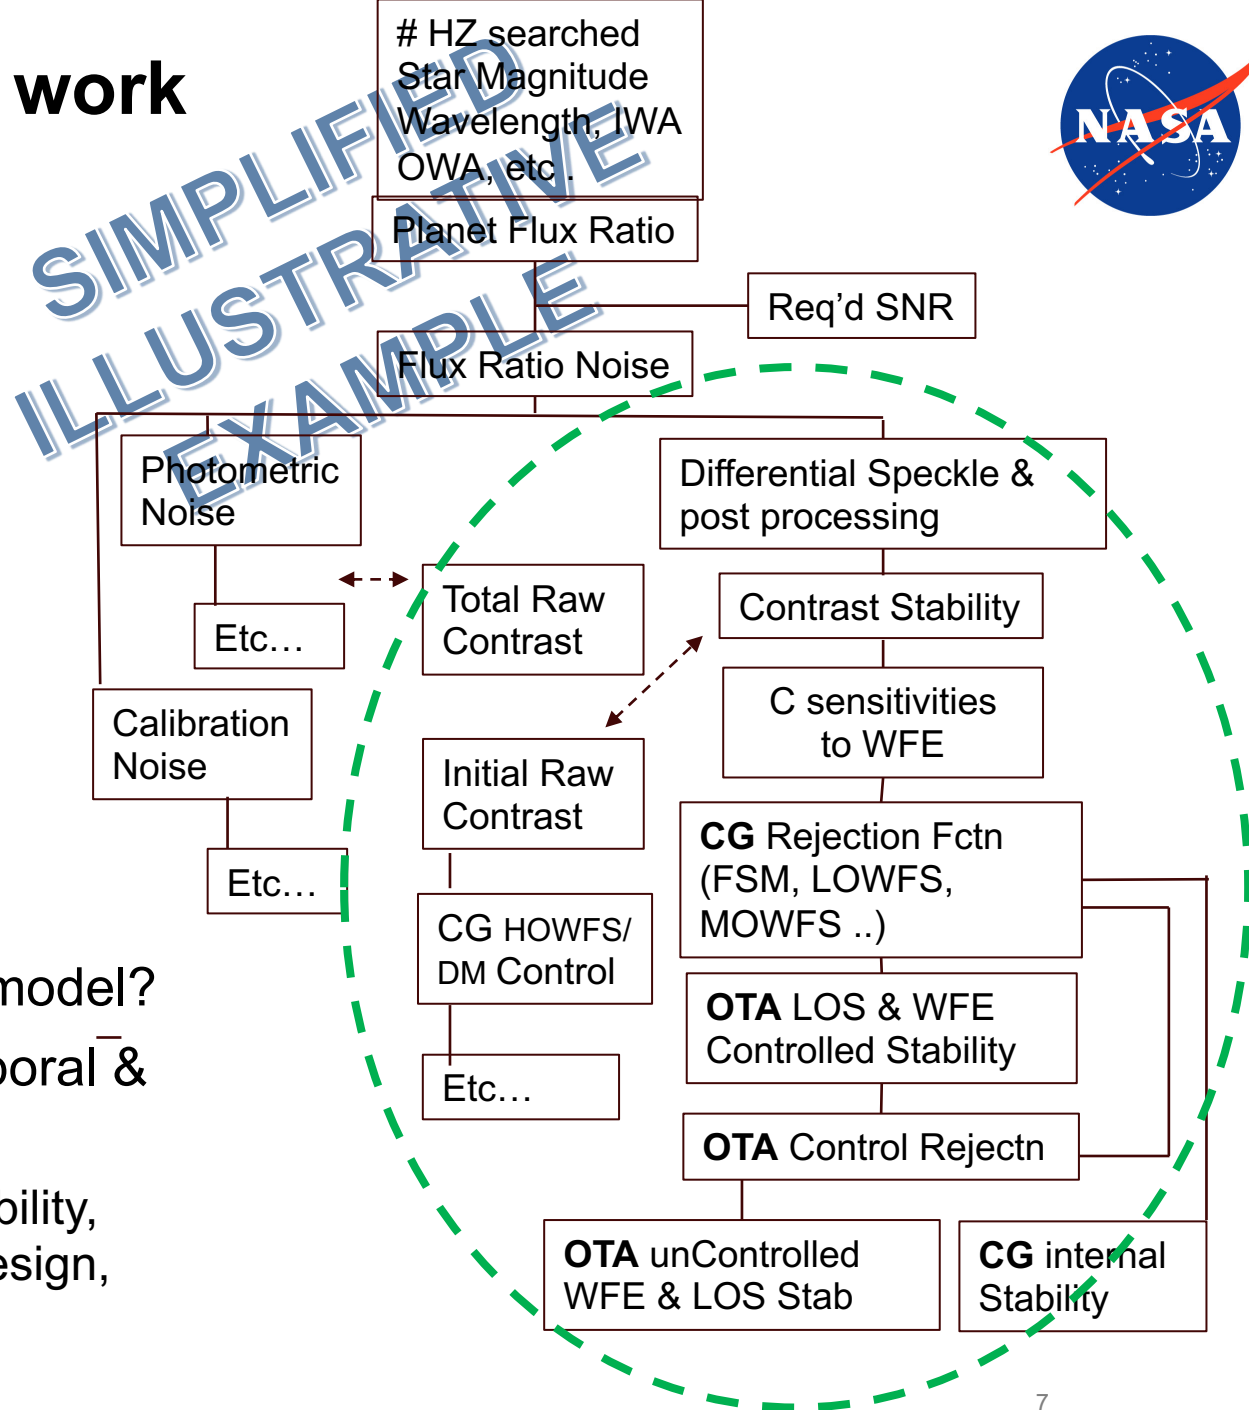 work
# HZ searched
Star Magnitude
Wavelength, IWA
OWA, etc .
NASA
SIMPLIFIED
ILLUSTRATIVE
EXAMPLE
Planet Flux Ratio
Req'd SNR
Flux Ratio Noise
Photometric
Noise
Differential Speckle &
post processing
Total Raw
Contrast
Contrast Stability
Etc…
C sensitivities
to WFE
Calibration
Noise
Initial Raw
Contrast
CG Rejection Fctn
(FSM, LOWFS,
MOWFS ..)
Etc…
CG HOWFS/
DM Control
model?
OTA LOS & WFE
Controlled Stability
poral &
Etc…
OTA Control Rejectn
bility,
esign,
OTA unControlled
WFE & LOS Stab
CG internal
Stability
7